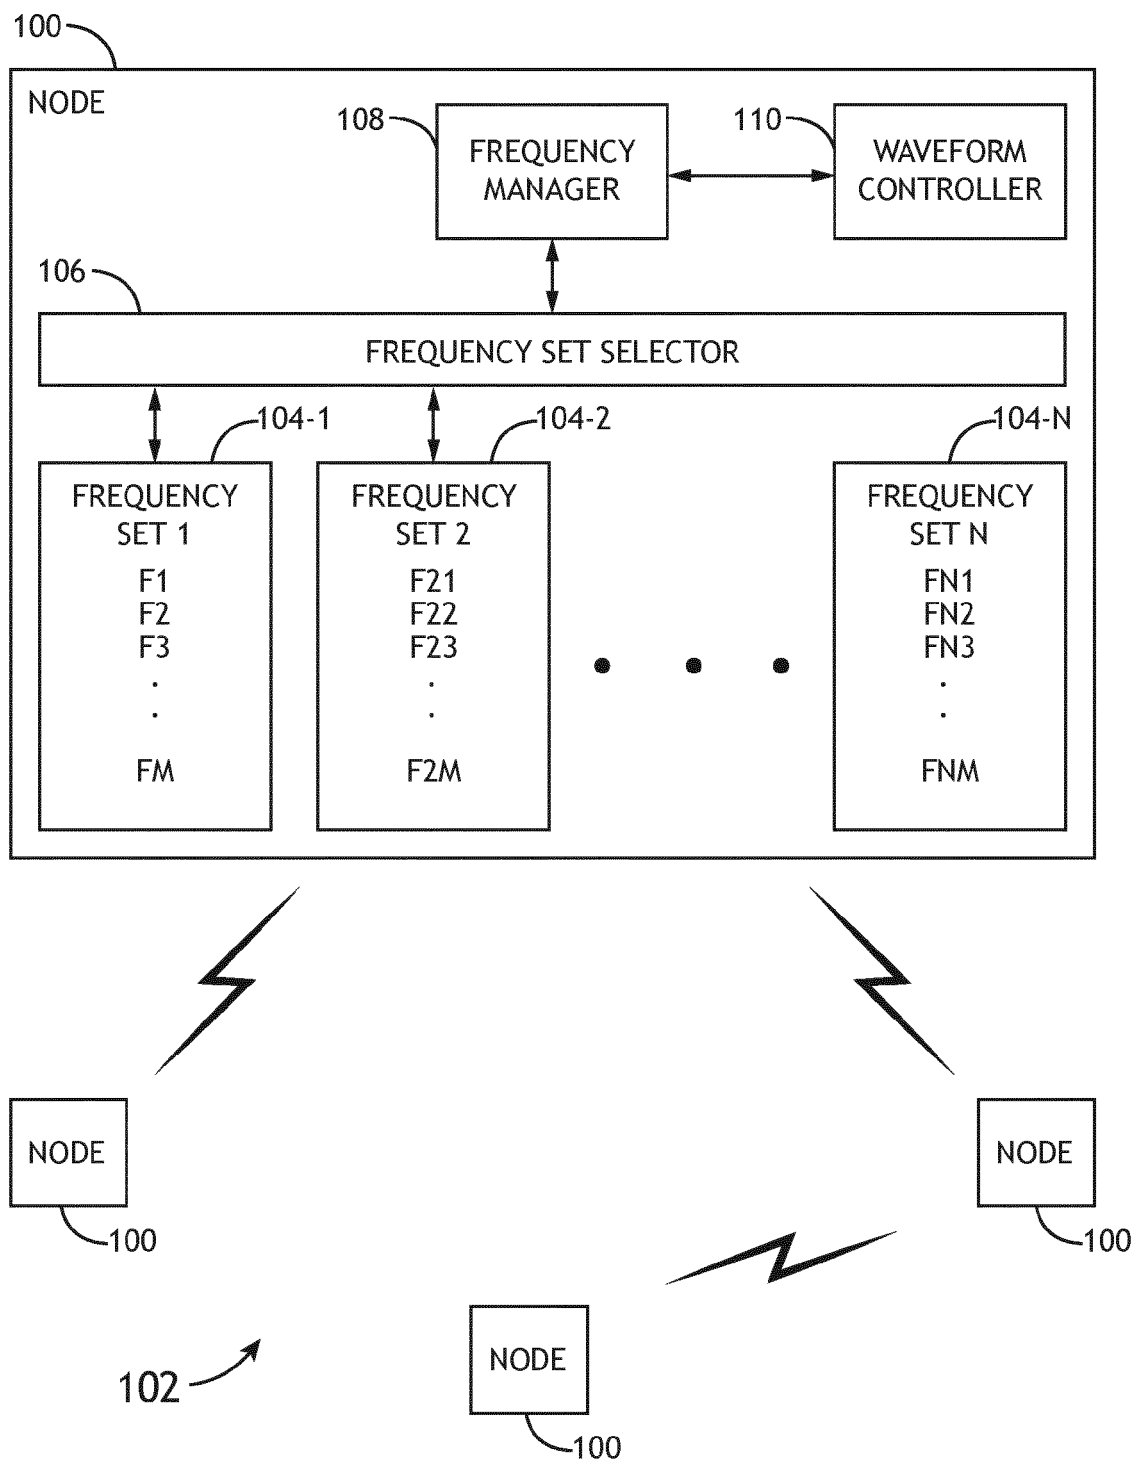 100
NODE
108
FREQUENCY
MANAGER
110
WAVEFORM
CONTROLLER
106
FREQUENCY SET SELECTOR
104-1
104-2
104-N
FREQUENCY
SET 1
F1
F2
F3
.
.
FM
FREQUENCY
SET 2
F21
F22
F23
.
.
F2M
• • •
FREQUENCY
SET N
FN1
FN2
FN3
.
.
FNM
NODE
100
NODE
100
NODE
100
102